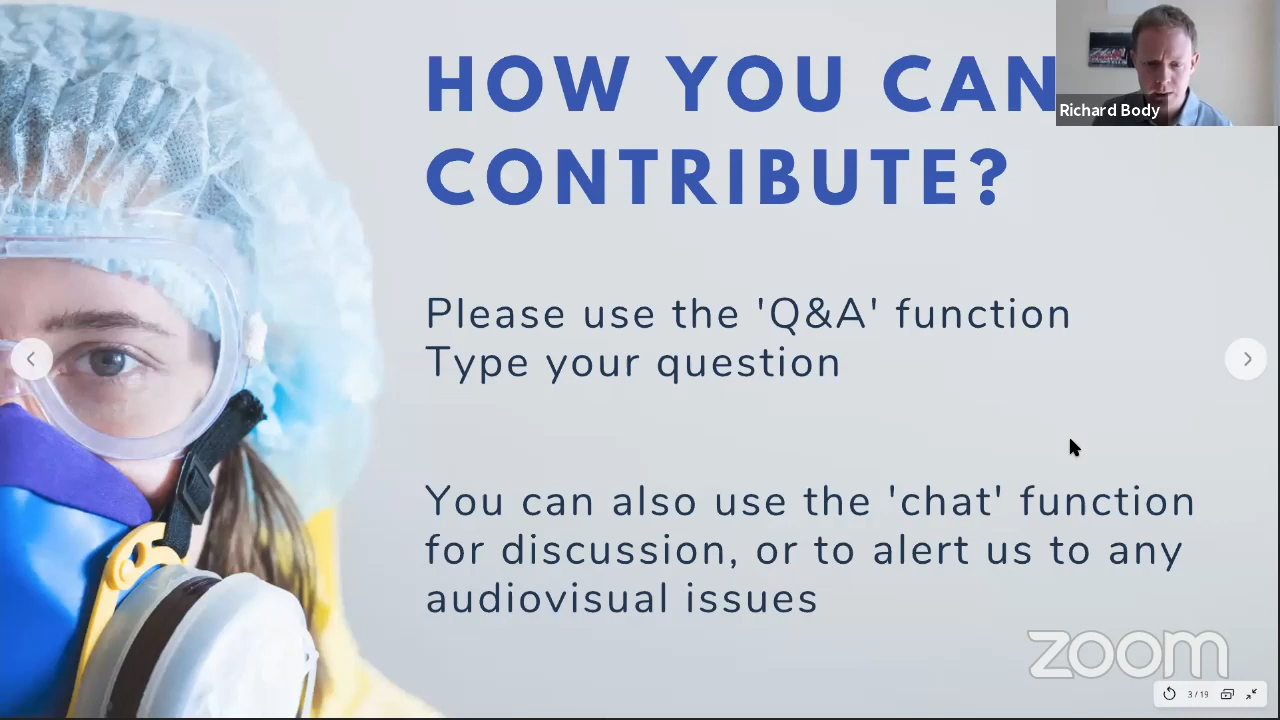 HOW YOU CAN
CONTRIBUTE?
Richard Body
Please use the 'Q&A' function
Type your question
You can also use the 'chat' function
for discussion, or to alert us to any
audiovisual issues
zoom
3 / 19